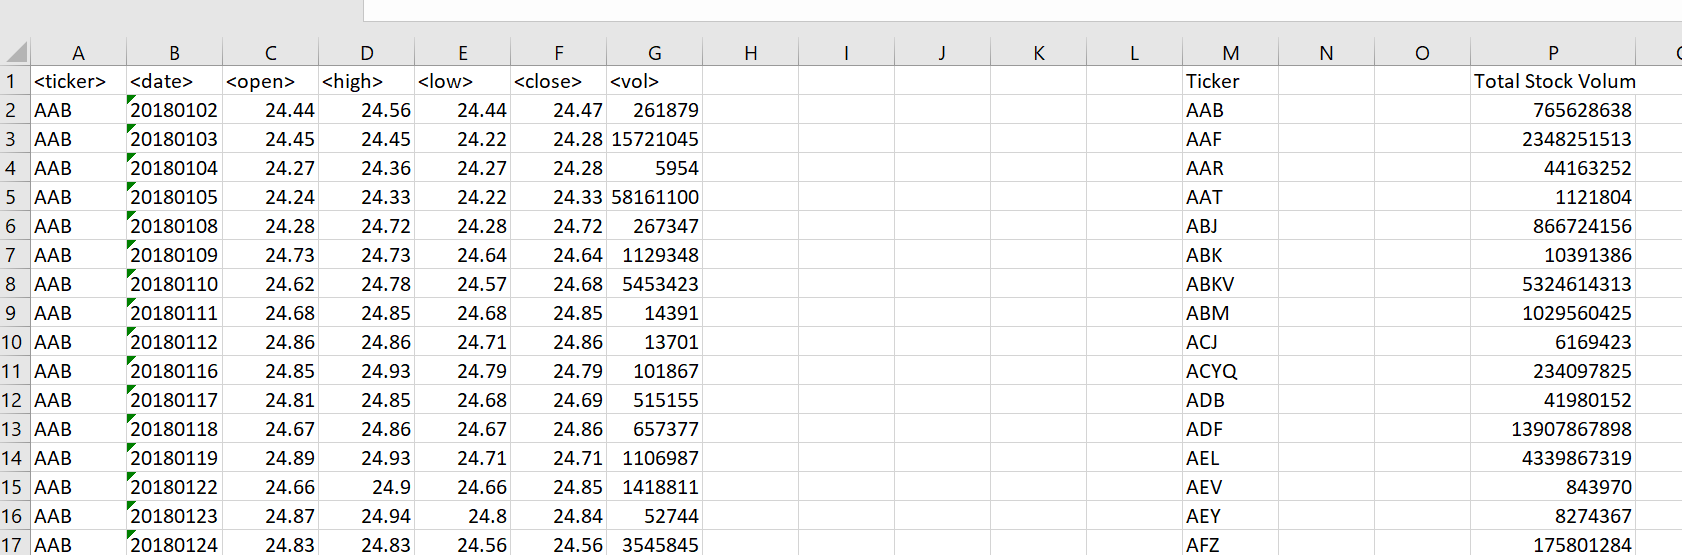 A B C D E F G H I J K L M N O P
1 <ticker> <date> <open> <high> <low> <close> <vol> Ticker Total Stock Volum
2 AAB 20180102 24.44 24.56 24.44 24.47 261879 AAB 765628638
3 AAB 20180103 24.45 24.45 24.22 24.28 15721045 AAF 2348251513
4 AAB 20180104 24.27 24.36 24.27 24.28 5954 AAR 44163252
5 AAB 20180105 24.24 24.33 24.22 24.33 58161100 AAT 1121804
6 AAB 20180108 24.28 24.72 24.28 24.72 267347 ABJ 866724156
7 AAB 20180109 24.73 24.73 24.64 24.64 1129348 ABK 10391386
8 AAB 20180110 24.62 24.78 24.57 24.68 5453423 ABKV 5324614313
9 AAB 20180111 24.68 24.85 24.68 24.85 14391 ABM 1029560425
10 AAB 20180112 24.86 24.86 24.71 24.86 13701 ACJ 6169423
11 AAB 20180116 24.85 24.93 24.79 24.79 101867 ACYQ 234097825
12 AAB 20180117 24.81 24.85 24.68 24.69 515155 ADB 41980152
13 AAB 20180118 24.67 24.86 24.67 24.86 657377 ADF 13907867898
14 AAB 20180119 24.89 24.93 24.71 24.71 1106987 AEL 4339867319
15 AAB 20180122 24.66 24.9 24.66 24.85 1418811 AEV 843970
16 AAB 20180123 24.87 24.94 24.8 24.84 52744 AEY 8274367
17 AAB 20180124 24.83 24.83 24.56 24.56 3545845 AFZ 175801284